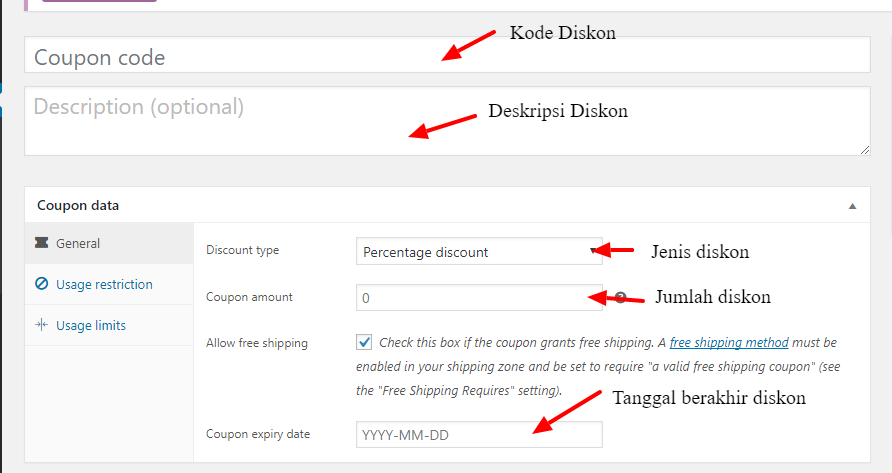 Kode Diskon
Coupon code
Description (optional)
Deskripsi Diskon
Coupon data
General
Usage restriction
Usage limits
Discount type
Percentage discount
Jenis diskon
Coupon amount
0
Jumlah diskon
Allow free shipping
Check this box if the coupon grants free shipping. A free shipping method must be
enabled in your shipping zone and be set to require "a valid free shipping coupon" (see
the "Free Shipping Requires" setting).
Tanggal berakhir diskon
Coupon expiry date
YYYY-MM-DD